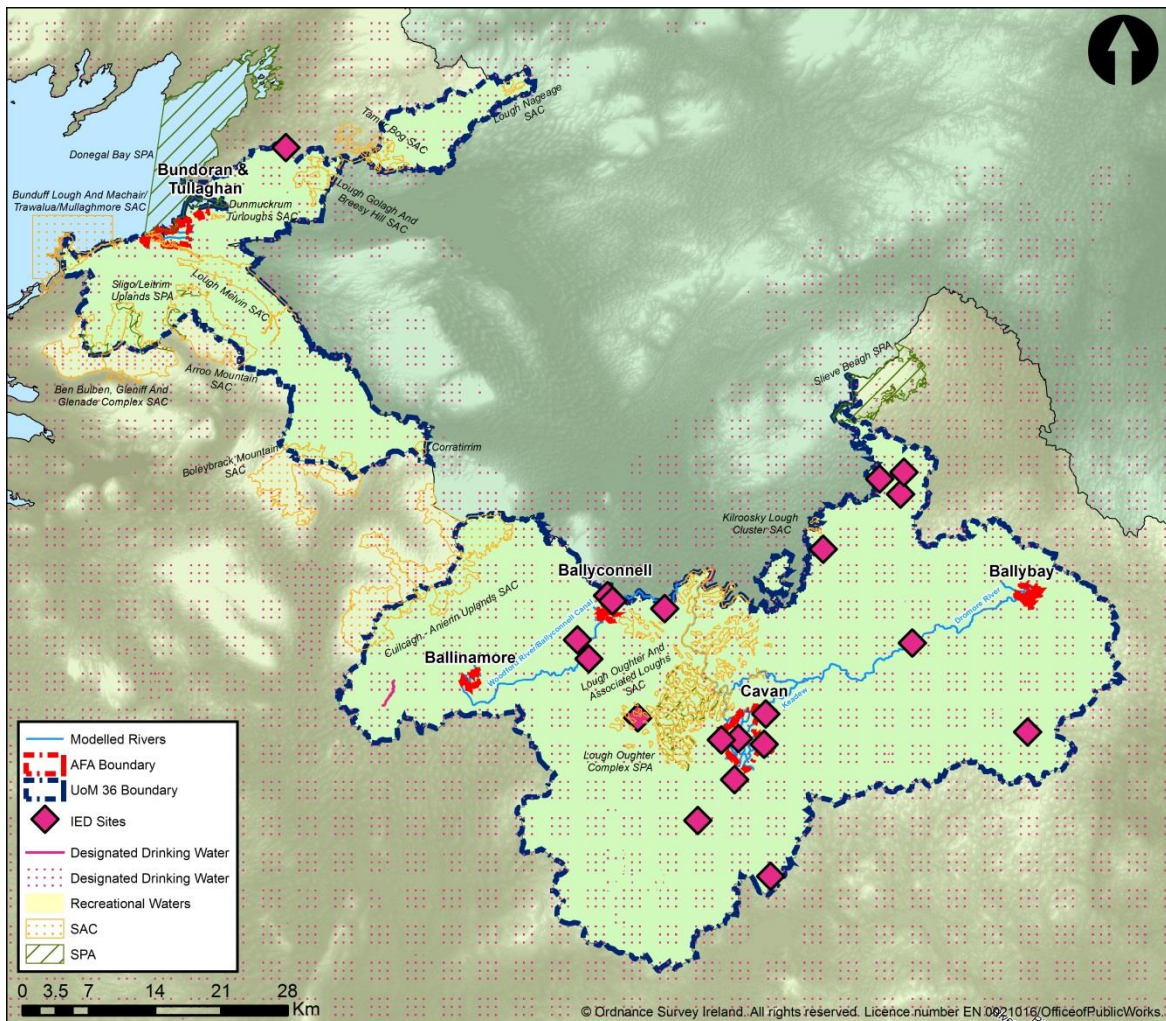 Lough Nageage
SAC
Tamur Bog SAC
Donegal Bay SPA
Bundoran &
Tullaghan
Bunduff Lough And Machair/
Trawalua/Mullaghmore SAC
Dunmuckrum
Turloughs SAC
Lough Golagh And
Breesy Hill SAC
Sligo/Leitrim
Uplands SPA
Lough Melvin SAC
Arroo Mountain
SAC
Ben Bulben, Gleniff And
Glenade Complex SAC
Slieve Beagh SPA
Boleybrack Mountain
SAC
Corratirrim
Kilroosky Lough
Cluster SAC
Ballyconnell
Ballybay
Dromore River
Cuilcagh - Anierin Uplands SAC
Woodford River/Ballyconnell Canal
Ballinamore
Lough Oughter And
Associated Loughs
SAC
Cavan
Keadew
Lough Oughter
Complex SPA
Modelled Rivers
AFA Boundary
UoM 36 Boundary
IED Sites
Designated Drinking Water
Designated Drinking Water
Recreational Waters
SAC
SPA
0 3.5 7 14 21 28
Km
© Ordnance Survey Ireland. All rights reserved. Licence number EN 0021016/OfficeofPublicWorks.